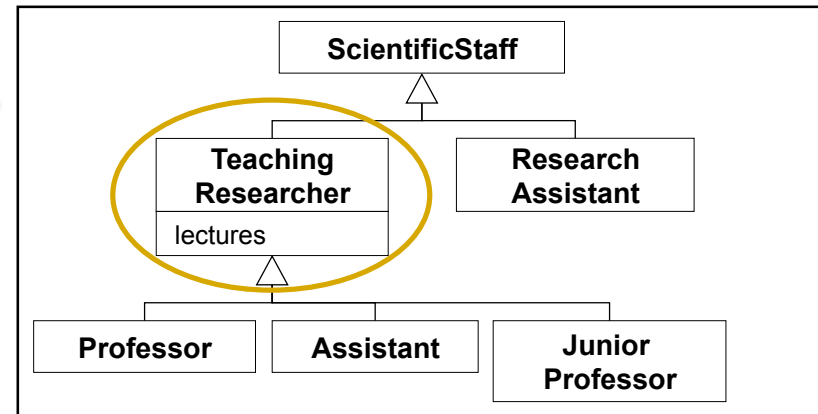 ScientificStaff
Teaching
Researcher
lectures
Research
Assistant
Professor
Assistant
Junior
Professor